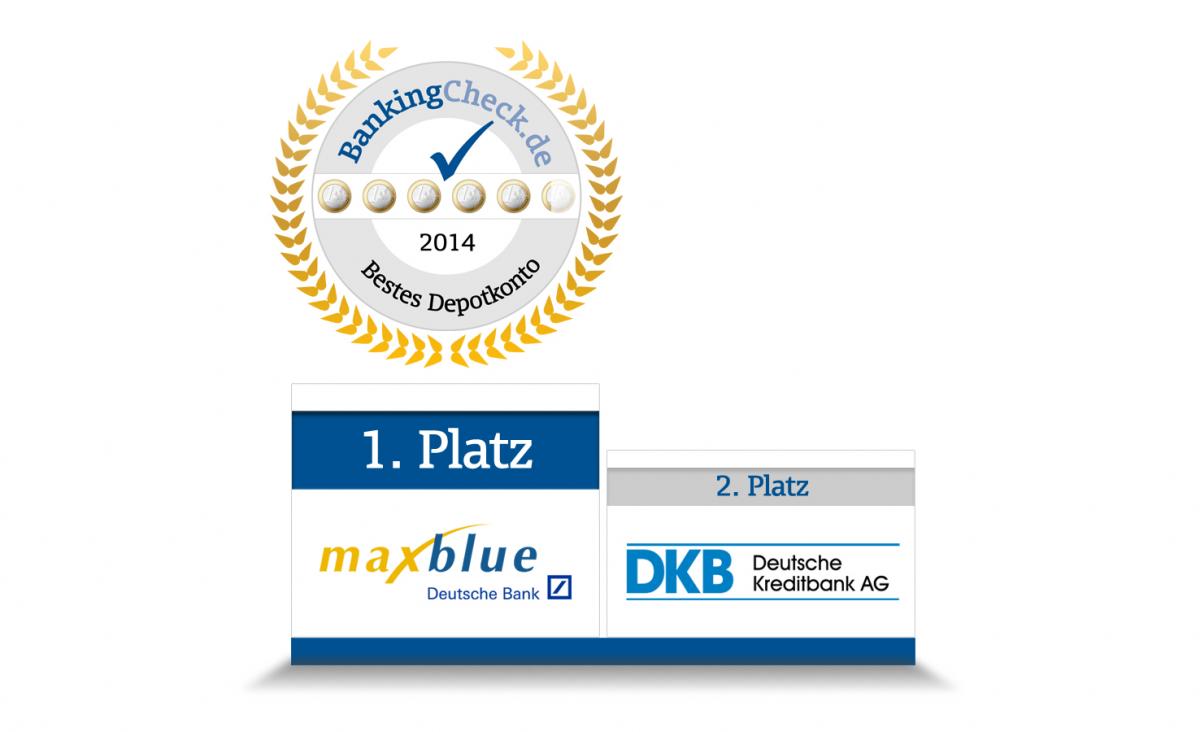 BankingCheck.de
2014
Bestes Depotkonto
1. Platz
maxblue
Deutsche Bank
2. Platz
DKB
Deutsche
Kreditbank AG